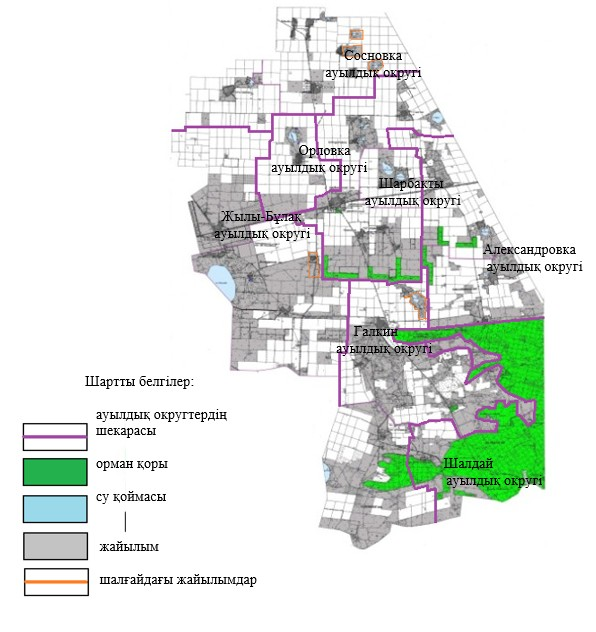 Сосновка
ауылдық округі
Орловка
ауылдық округі
Шарбақты
ауылдық округі
Жылы-Бұлақ
ауылдық округі
Александровка
ауылдық округі
Галкин
ауылдық округі
Шалдай
ауылдық округі
Шартты белгілер:
ауылдық округтердің
шекарасы
орман қоры
су қоймасы
жайылым
шалғайдағы жайылымдар